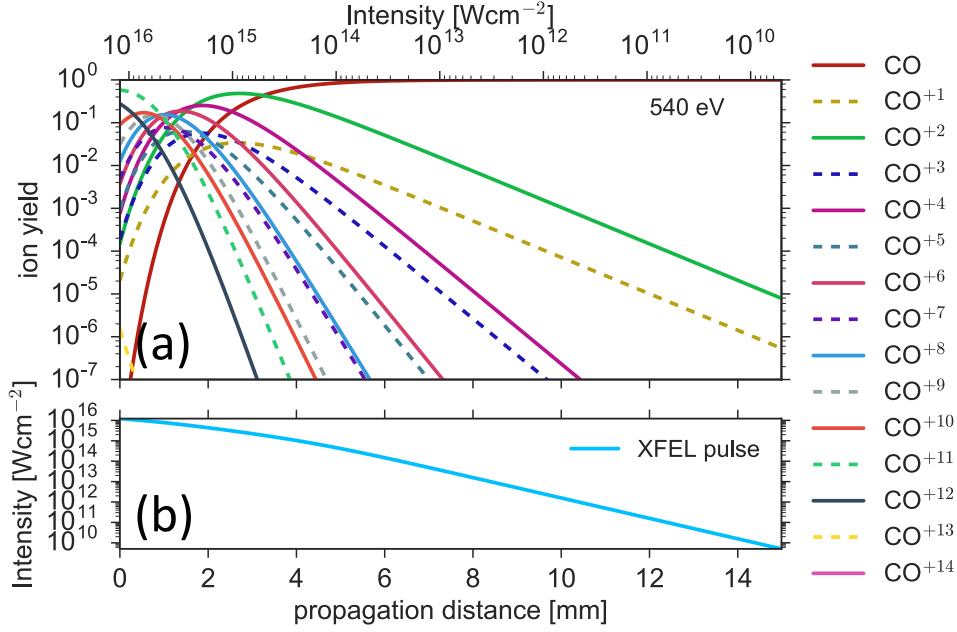 Intensity [Wcm⁻²]
10¹⁶ 10¹⁵ 10¹⁴ 10¹³ 10¹² 10¹¹ 10¹⁰
10⁰
10⁻¹
10⁻²
10⁻³
10⁻⁴
10⁻⁵
10⁻⁶
10⁻⁷
ion yield
540 eV
(a)
CO
CO⁺¹
CO⁺²
CO⁺³
CO⁺⁴
CO⁺⁵
CO⁺⁶
CO⁺⁷
CO⁺⁸
CO⁺⁹
CO⁺¹⁰
CO⁺¹¹
CO⁺¹²
CO⁺¹³
CO⁺¹⁴
Intensity [Wcm⁻²]
10¹⁶
10¹⁵
10¹⁴
10¹³
10¹²
10¹¹
10¹⁰
XFEL pulse
(b)
0 2 4 6 8 10 12 14
propagation distance [mm]